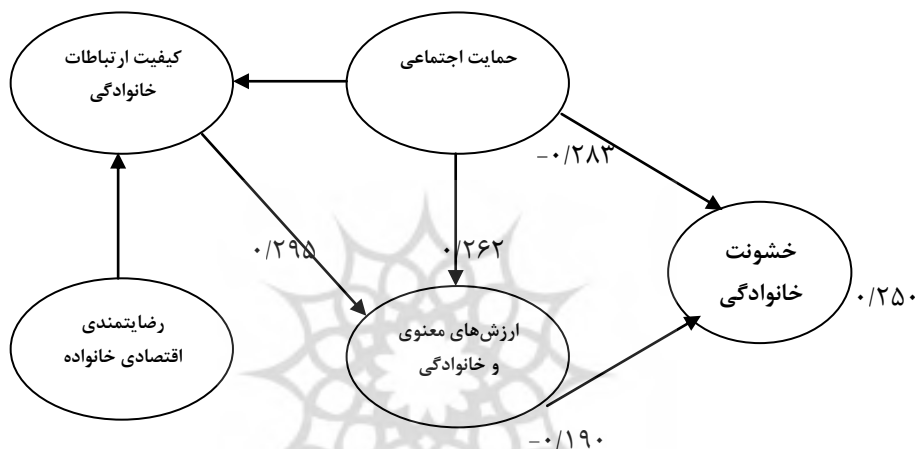 کیفیت ارتباطات
خانوادگی
حمایت اجتماعی
-۰/۲۸۳
۰/۲۹۵
۰/۲۶۲
خشونت
خانوادگی
۰/۲۵۰
رضایتمندی
اقتصادی خانواده
ارزش‌های معنوی
و خانوادگی
-۰/۱۹۰